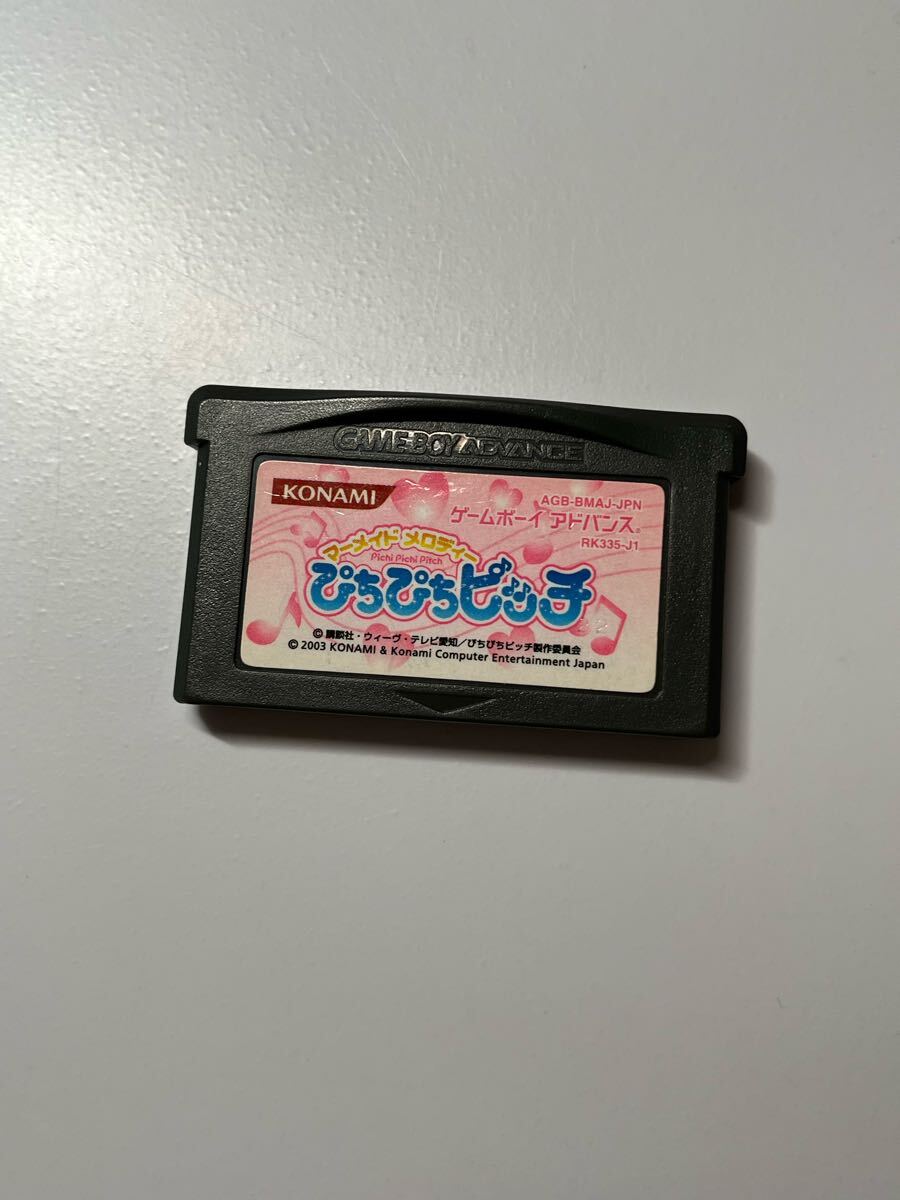 GAME BOY ADVANCE
KONAMI
AGB-BMAJ-JPN
ゲームボーイ アドバンス®
RK335-J1
マーメイド メロディー
Pichi Pichi Pitch
ぴちぴちピッチ
© 講談社・ウィーヴ・テレビ愛知／ぴちぴちピッチ製作委員会
© 2003 KONAMI & Konami Computer Entertainment Japan